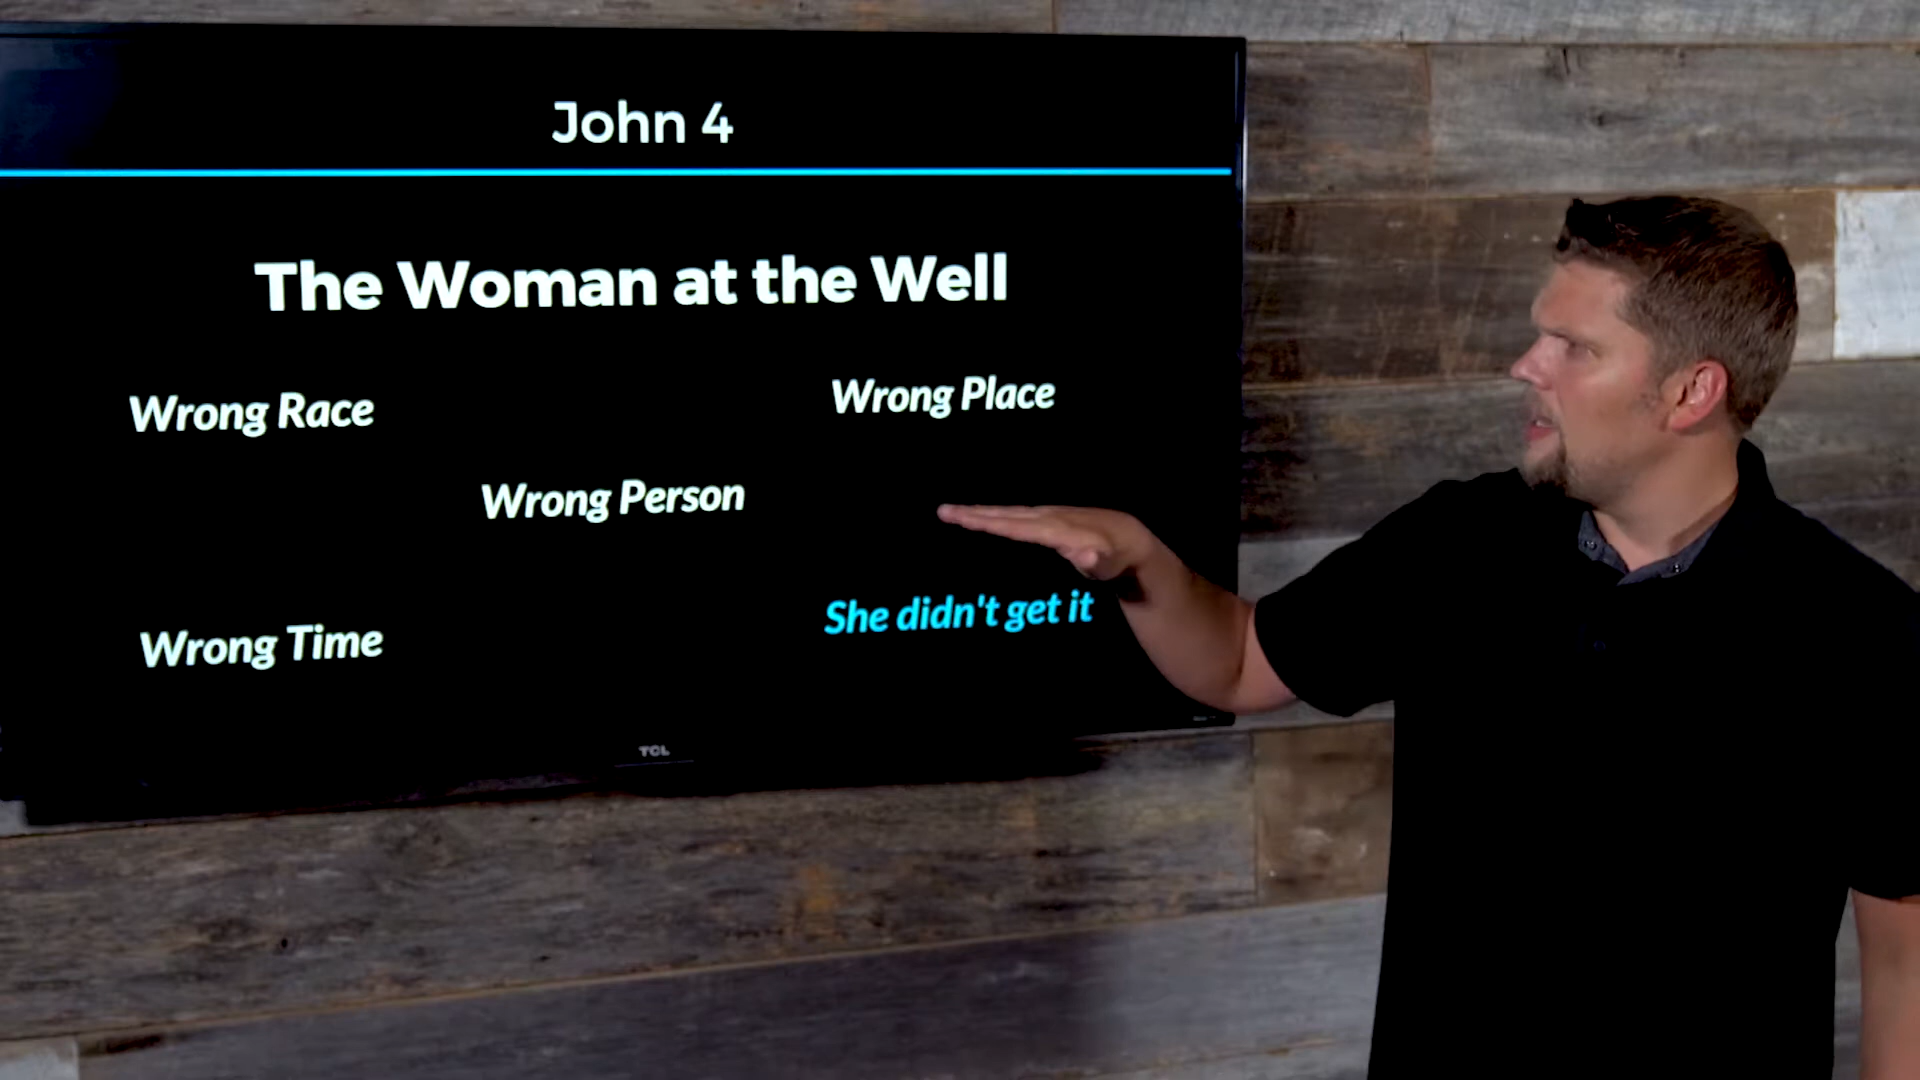 John 4
The Woman at the Well
Wrong Race
Wrong Place
Wrong Person
Wrong Time
She didn't get it
TCL